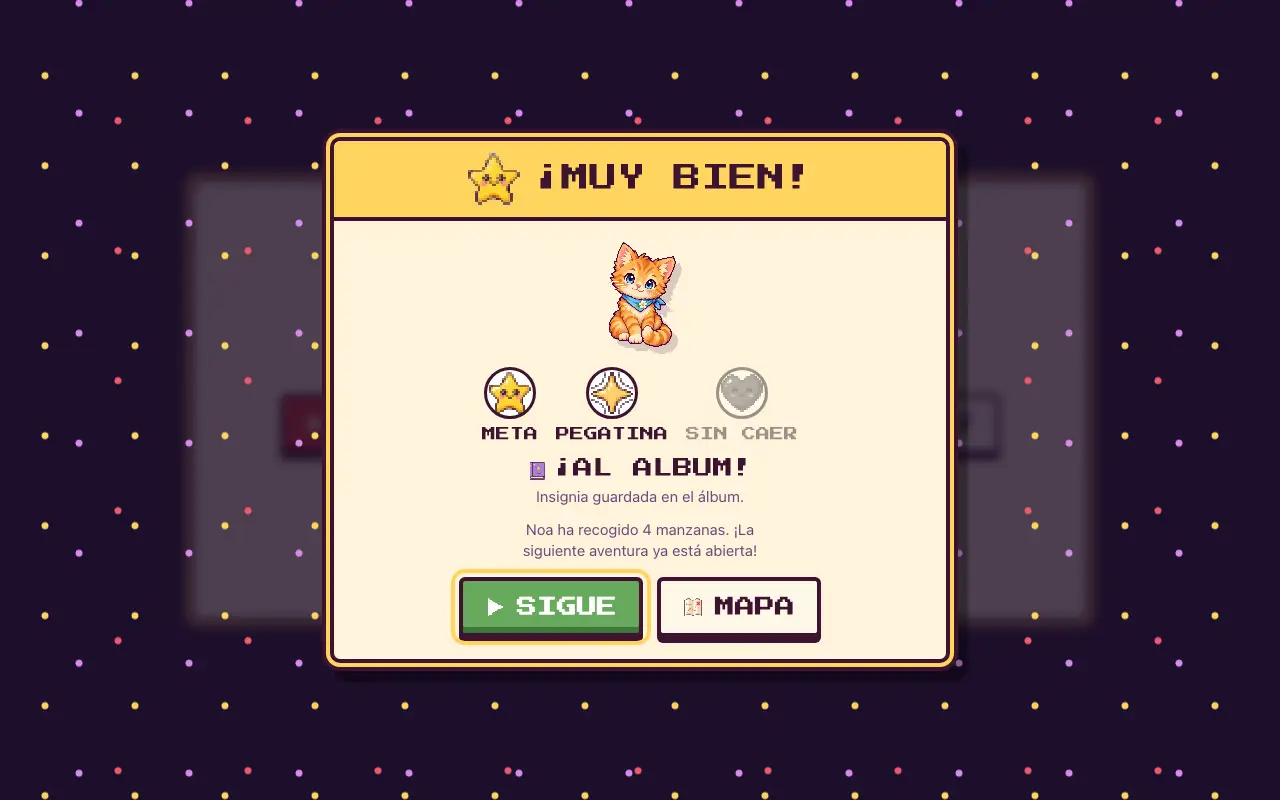 ¡MUY BIEN!
META PEGATINA SIN CAER
¡AL ALBUM!
Insignia guardada en el álbum.
Noa ha recogido 4 manzanas. ¡La
siguiente aventura ya está abierta!
SIGUE MAPA